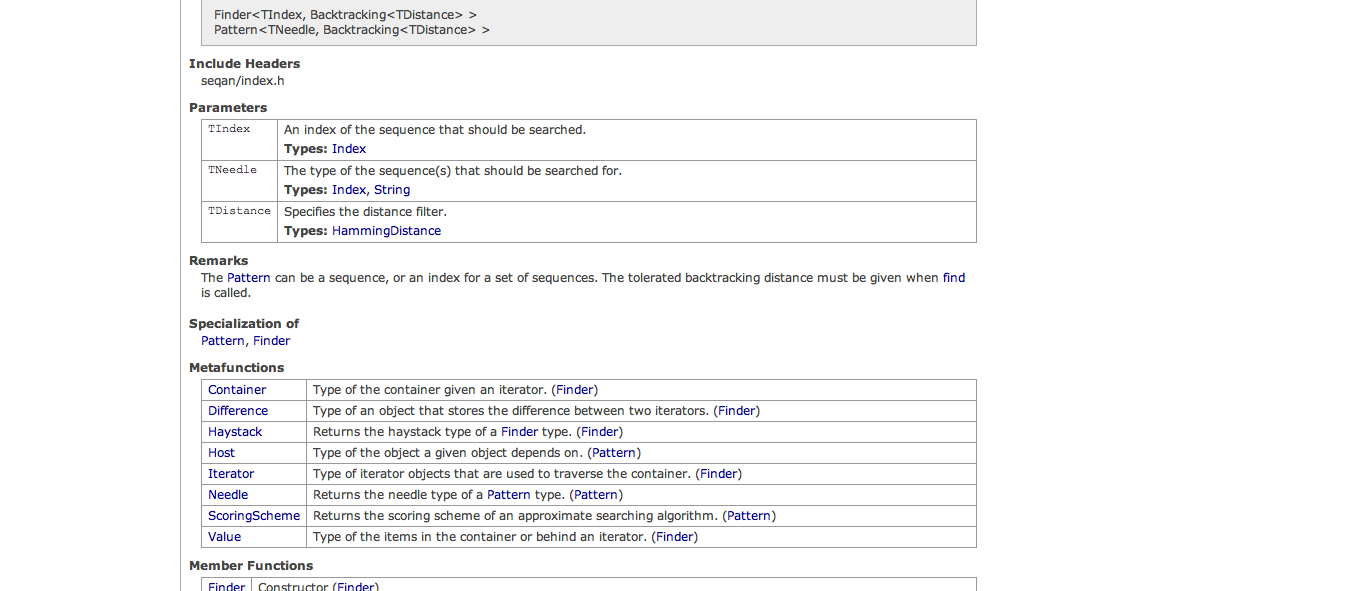 Finder<TIndex, Backtracking<TDistance> >
Pattern<TNeedle, Backtracking<TDistance> >
Include Headers
seqan/index.h
Parameters
TIndex An index of the sequence that should be searched.
Types: Index
TNeedle The type of the sequence(s) that should be searched for.
Types: Index, String
TDistance Specifies the distance filter.
Types: HammingDistance
Remarks
The Pattern can be a sequence, or an index for a set of sequences. The tolerated backtracking distance must be given when find
is called.
Specialization of
Pattern, Finder
Metafunctions
Container Type of the container given an iterator. (Finder)
Difference Type of an object that stores the difference between two iterators. (Finder)
Haystack Returns the haystack type of a Finder type. (Finder)
Host Type of the object a given object depends on. (Pattern)
Iterator Type of iterator objects that are used to traverse the container. (Finder)
Needle Returns the needle type of a Pattern type. (Pattern)
ScoringScheme Returns the scoring scheme of an approximate searching algorithm. (Pattern)
Value Type of the items in the container or behind an iterator. (Finder)
Member Functions
Finder Constructor (Finder)